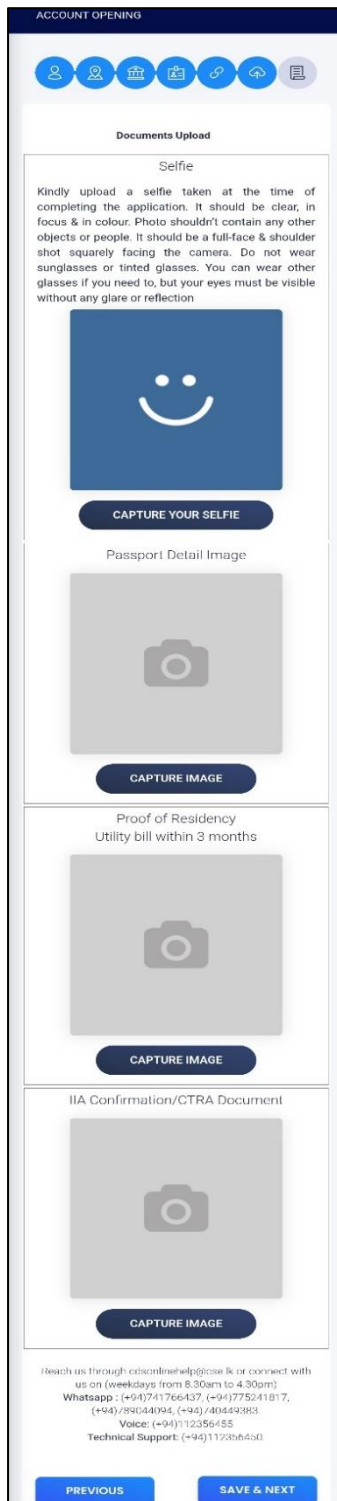 ACCOUNT OPENING
Documents Upload
Selfie
Kindly upload a selfie taken at the time of
completing the application. It should be clear, in
focus & in colour. Photo shouldn't contain any other
objects or people. It should be a full-face & shoulder
shot squarely facing the camera. Do not wear
sunglasses or tinted glasses. You can wear other
glasses if you need to, but your eyes must be visible
without any glare or reflection
CAPTURE YOUR SELFIE
Passport Detail Image
CAPTURE IMAGE
Proof of Residency
Utility bill within 3 months
CAPTURE IMAGE
IIA Confirmation/CTRA Document
CAPTURE IMAGE
Reach us through cdsonlinehelp@cse.lk or connect with
us on (weekdays from 8.30am to 4.30pm)
Whatsapp : (+94)741766437, (+94)775241817,
(+94)789044094, (+94)740449383.
Voice: (+94)112356455
Technical Support: (+94)112356450.
PREVIOUS
SAVE & NEXT